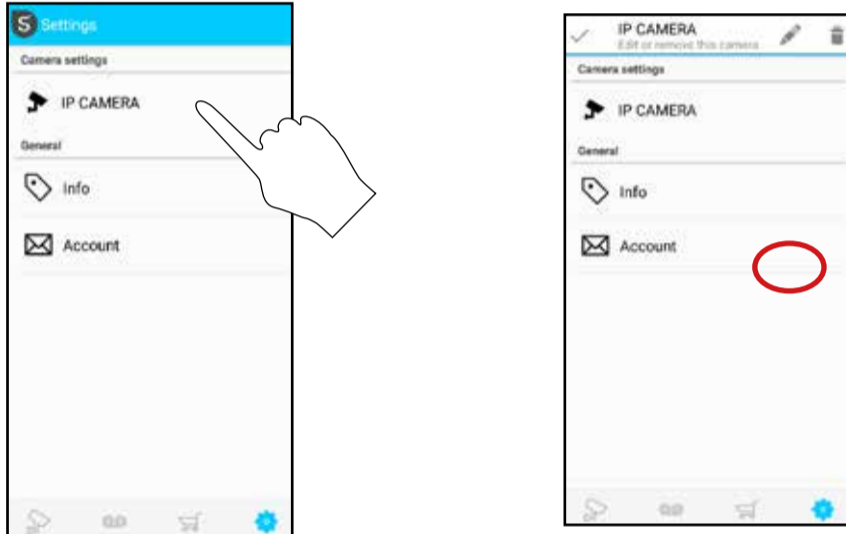 S Settings
Camera settings
IP CAMERA
General
Info
Account
IP CAMERA
Edit or remove this camera
Camera settings
IP CAMERA
General
Info
Account